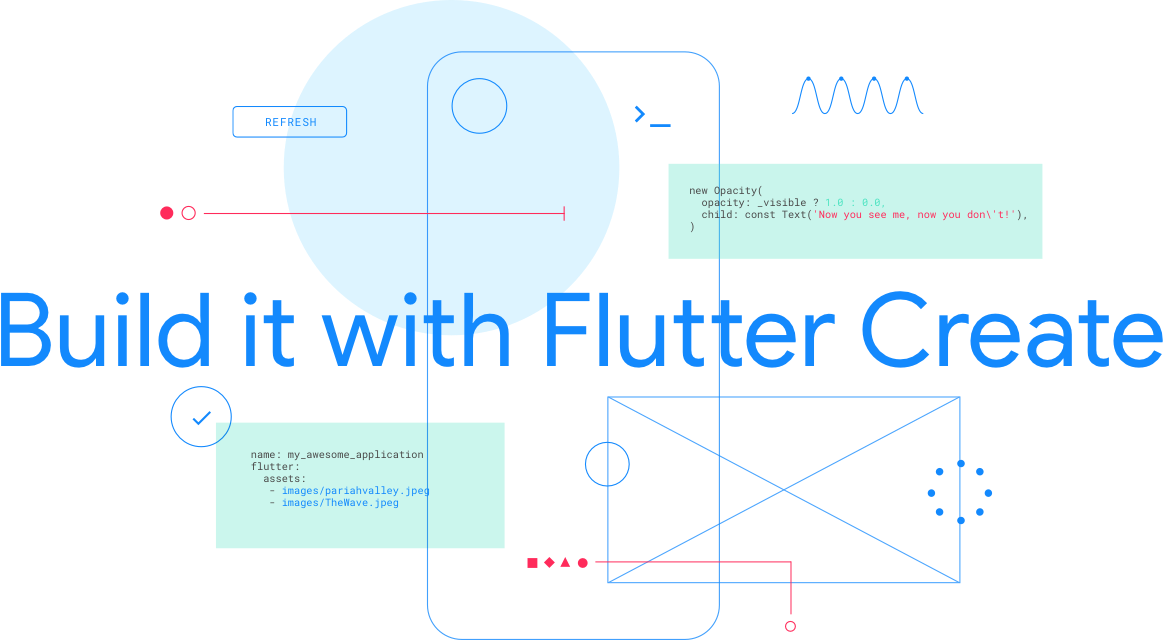 REFRESH
new Opacity(
  opacity: _visible ? 1.0 : 0.0,
  child: const Text('Now you see me, now you don\'t!'),
)
Build it with Flutter Create
name: my_awesome_application
flutter:
  assets:
   - images/pariahvalley.jpeg
   - images/TheWave.jpeg